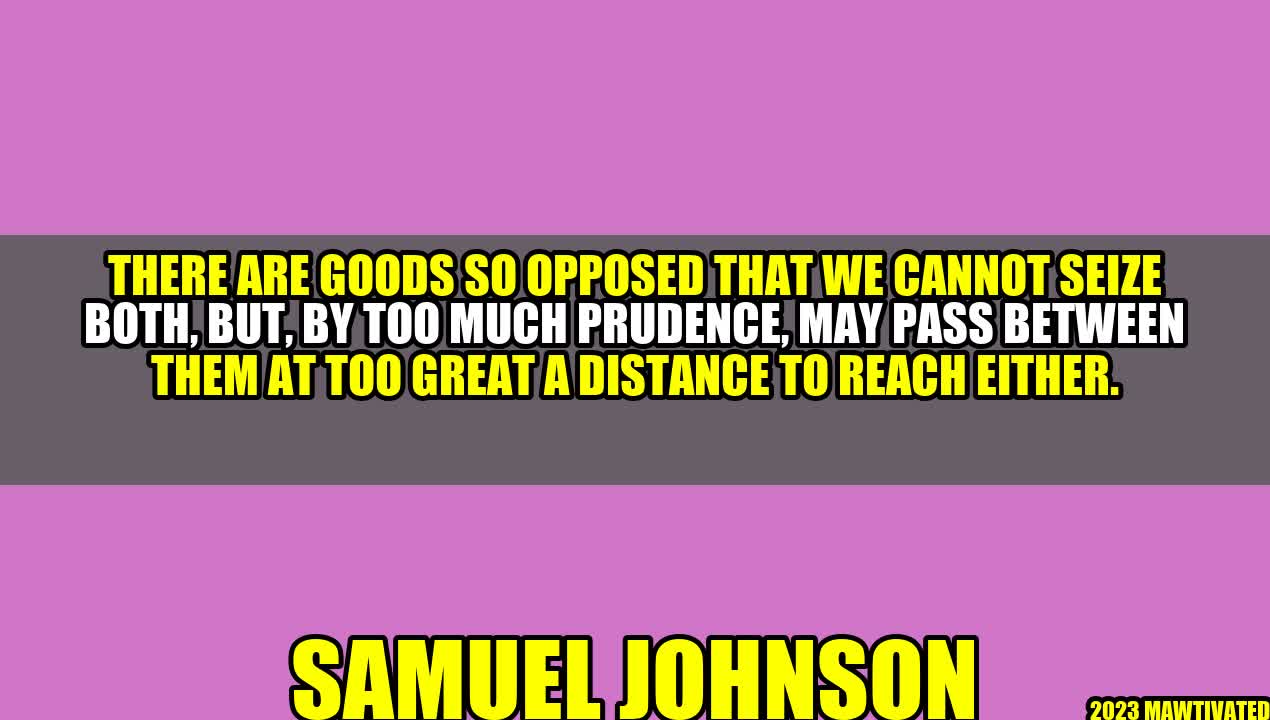 THERE ARE GOODS SO OPPOSED THAT WE CANNOT SEIZE
BOTH, BUT, BY TOO MUCH PRUDENCE, MAY PASS BETWEEN
THEM AT TOO GREAT A DISTANCE TO REACH EITHER.
SAMUEL JOHNSON
2023 MAWTIVATED